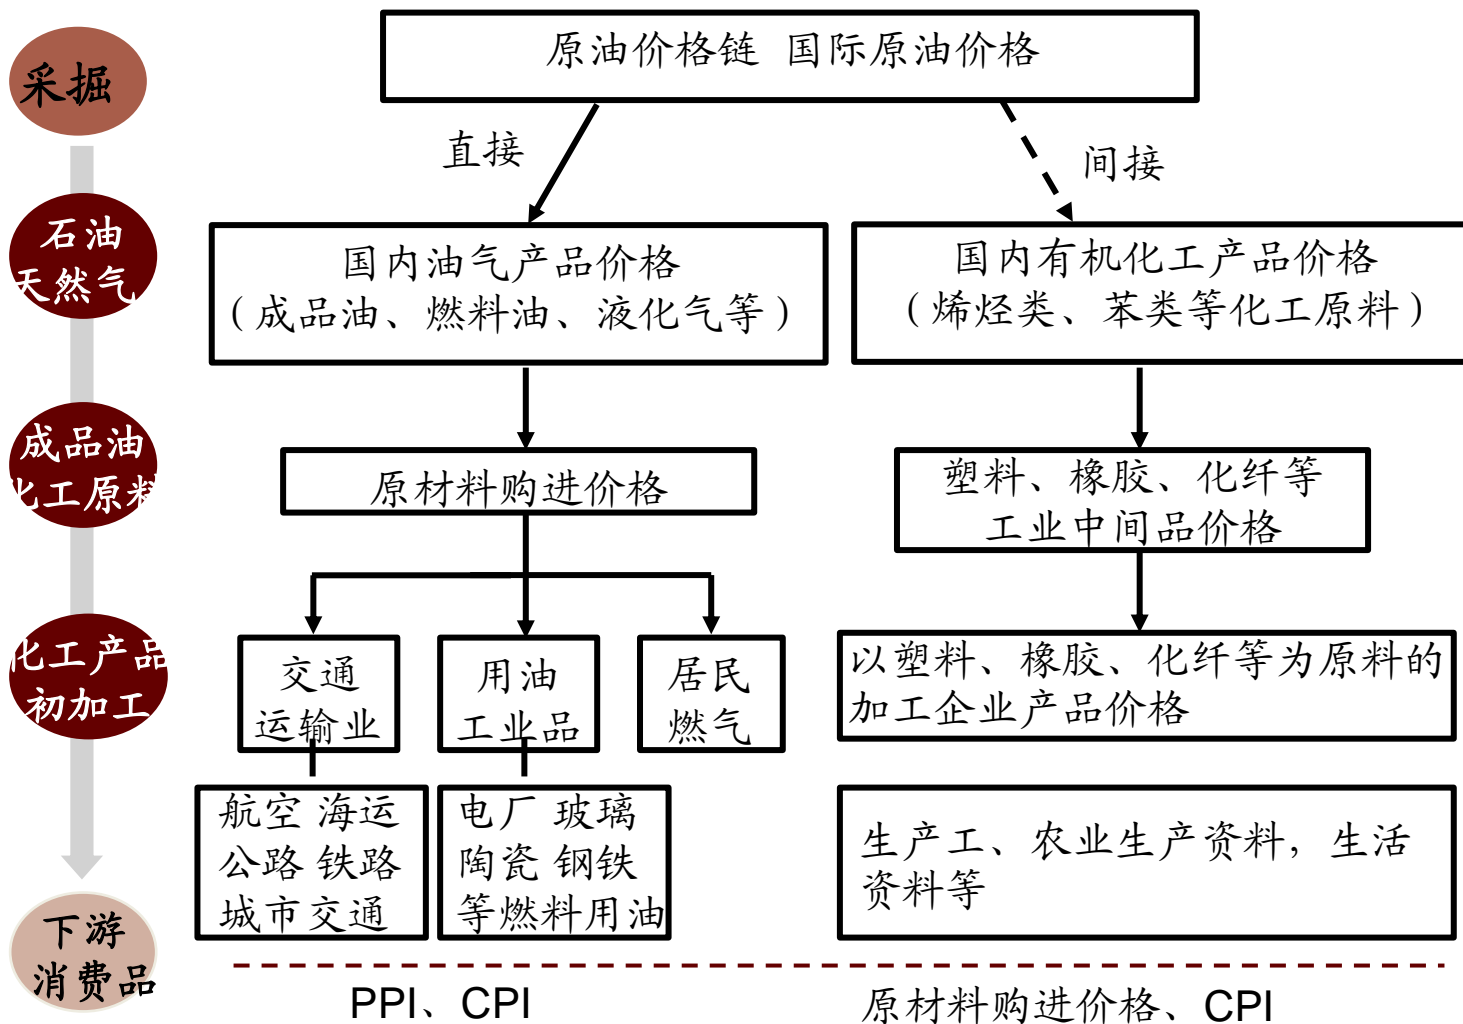 原油价格链 国际原油价格
采掘
直接
间接
石油
天然气
国内油气产品价格
（成品油、燃料油、液化气等）
国内有机化工产品价格
（烯烃类、苯类等化工原料）
成品油
化工原料
原材料购进价格
塑料、橡胶、化纤等
工业中间品价格
化工产品
初加工
交通
运输业
用油
工业品
居民
燃气
以塑料、橡胶、化纤等为原料的
加工企业产品价格
航空 海运
公路 铁路
城市交通
电厂 玻璃
陶瓷 钢铁
等燃料用油
生产工、农业生产资料，生活
资料等
下游
消费品
PPI、CPI
原材料购进价格、CPI